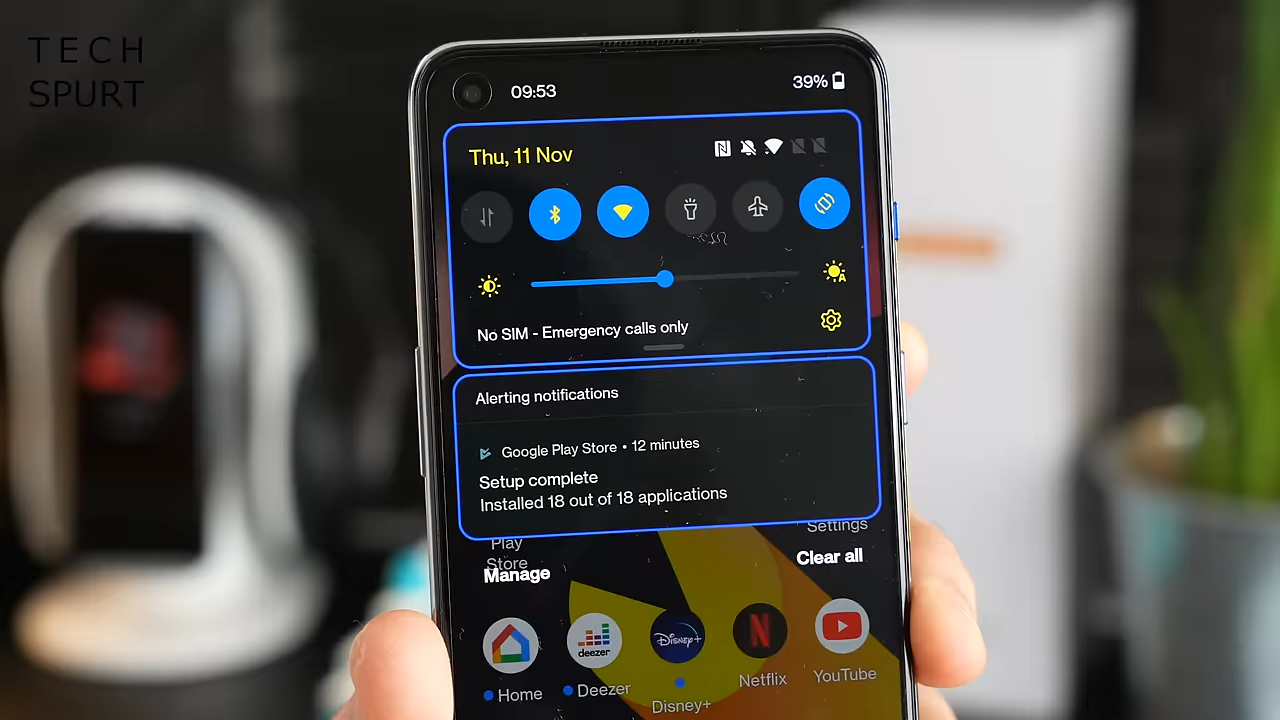 TECH
SPURT
09:53
39%
Thu, 11 Nov
No SIM - Emergency calls only
Alerting notifications
Google Play Store • 12 minutes
Setup complete
Installed 18 out of 18 applications
Settings
Play
Store
Manage
Clear all
deezer
Disney+
Home
Deezer
Disney+
Netflix
YouTube